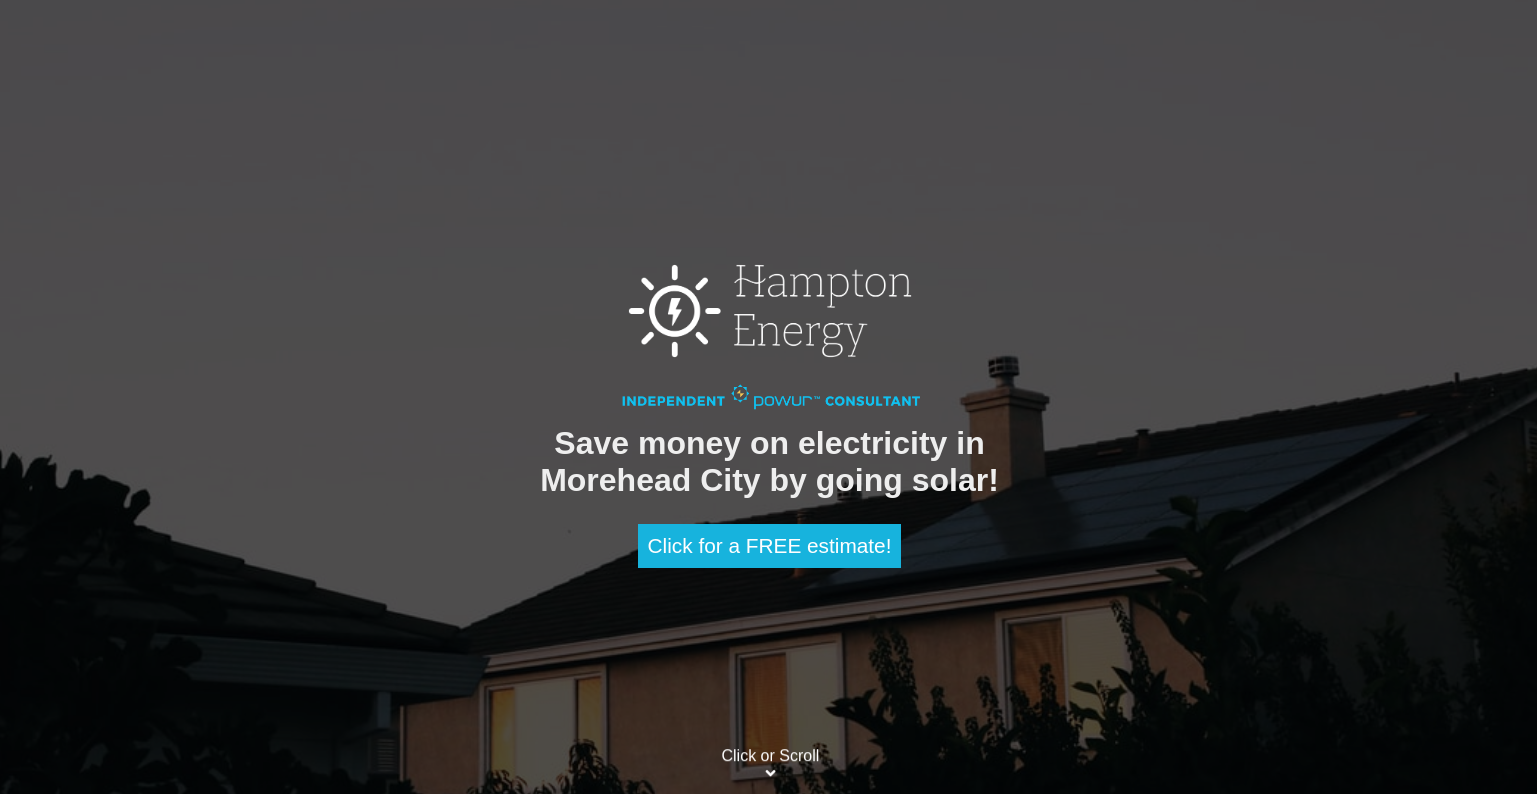 Hampton
Energy
INDEPENDENT powur™ CONSULTANT
Save money on electricity in
Morehead City by going solar!
Click for a FREE estimate!
Click or Scroll